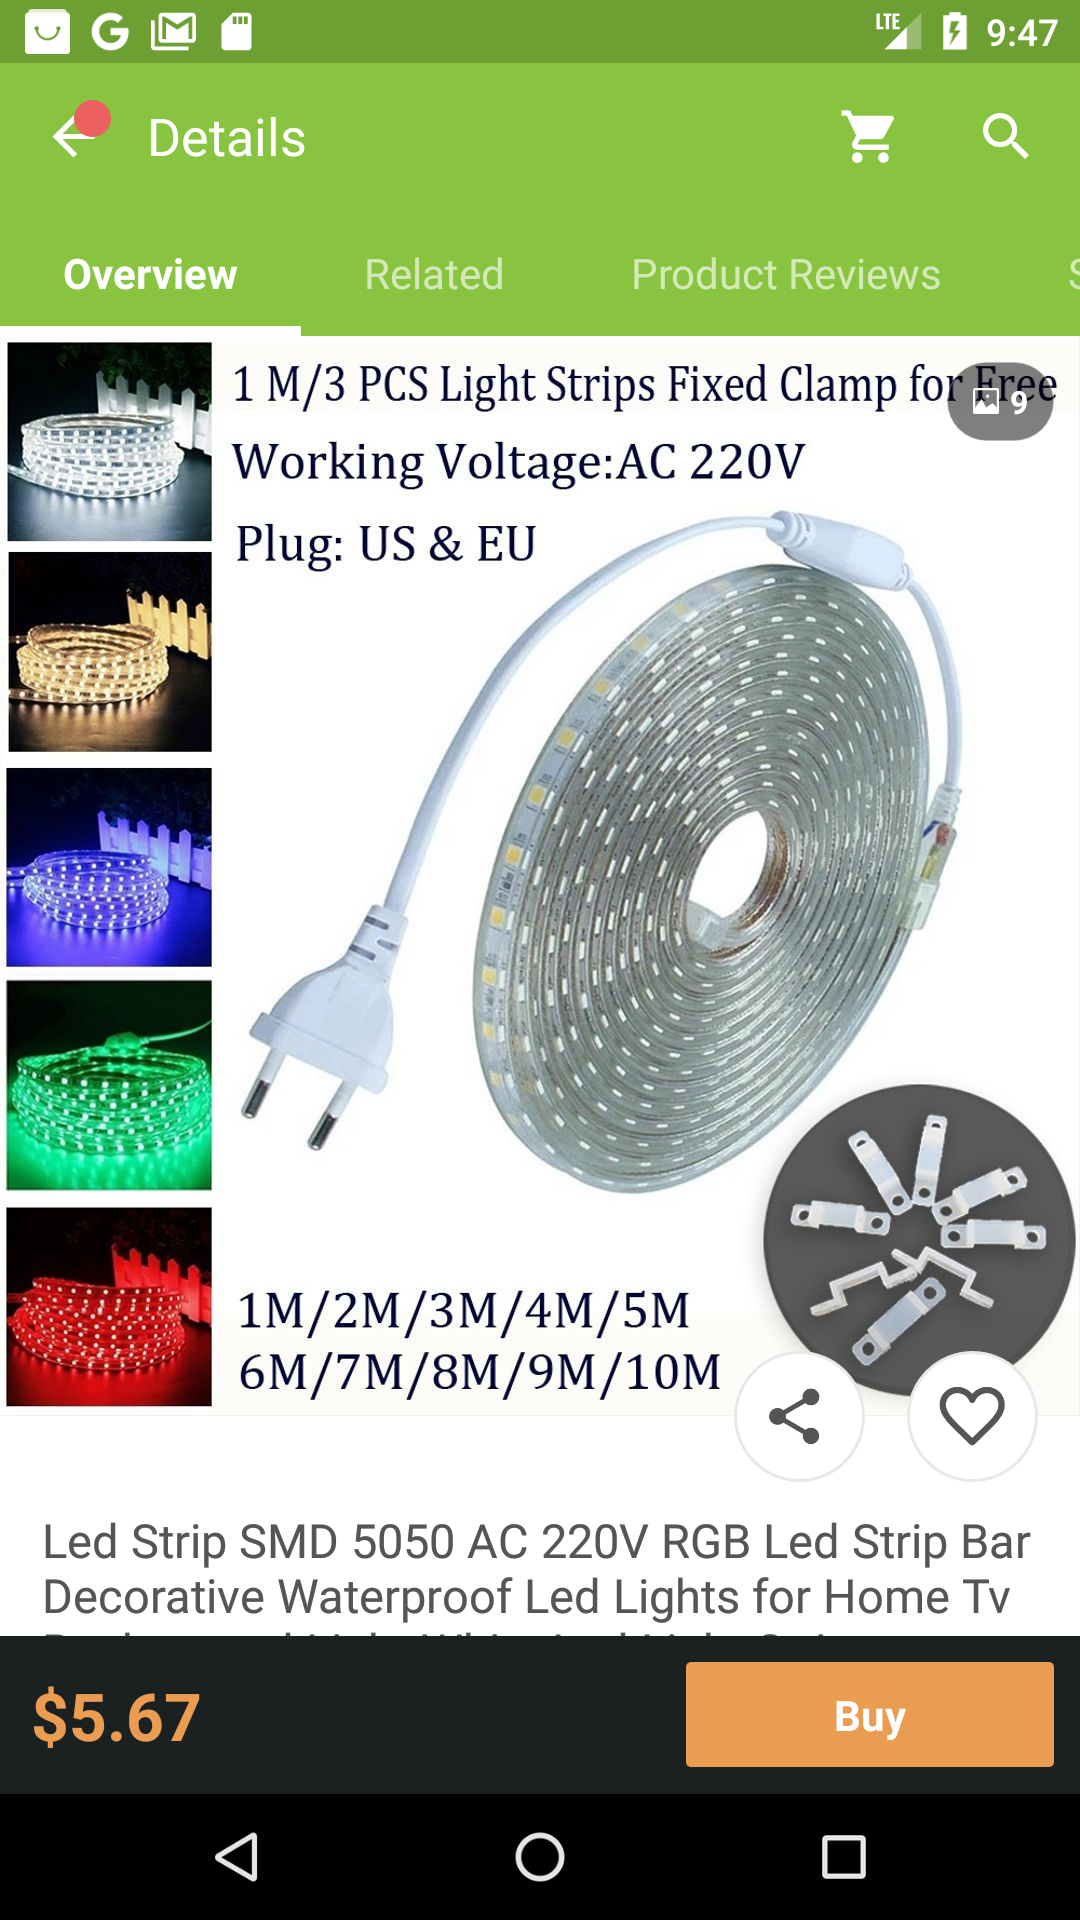 LTE 9:47
Details
Overview Related Product Reviews
1 M/3 PCS Light Strips Fixed Clamp for Free
9
Working Voltage:AC 220V
Plug: US & EU
1M/2M/3M/4M/5M
6M/7M/8M/9M/10M
Led Strip SMD 5050 AC 220V RGB Led Strip Bar
Decorative Waterproof Led Lights for Home Tv
$5.67
Buy